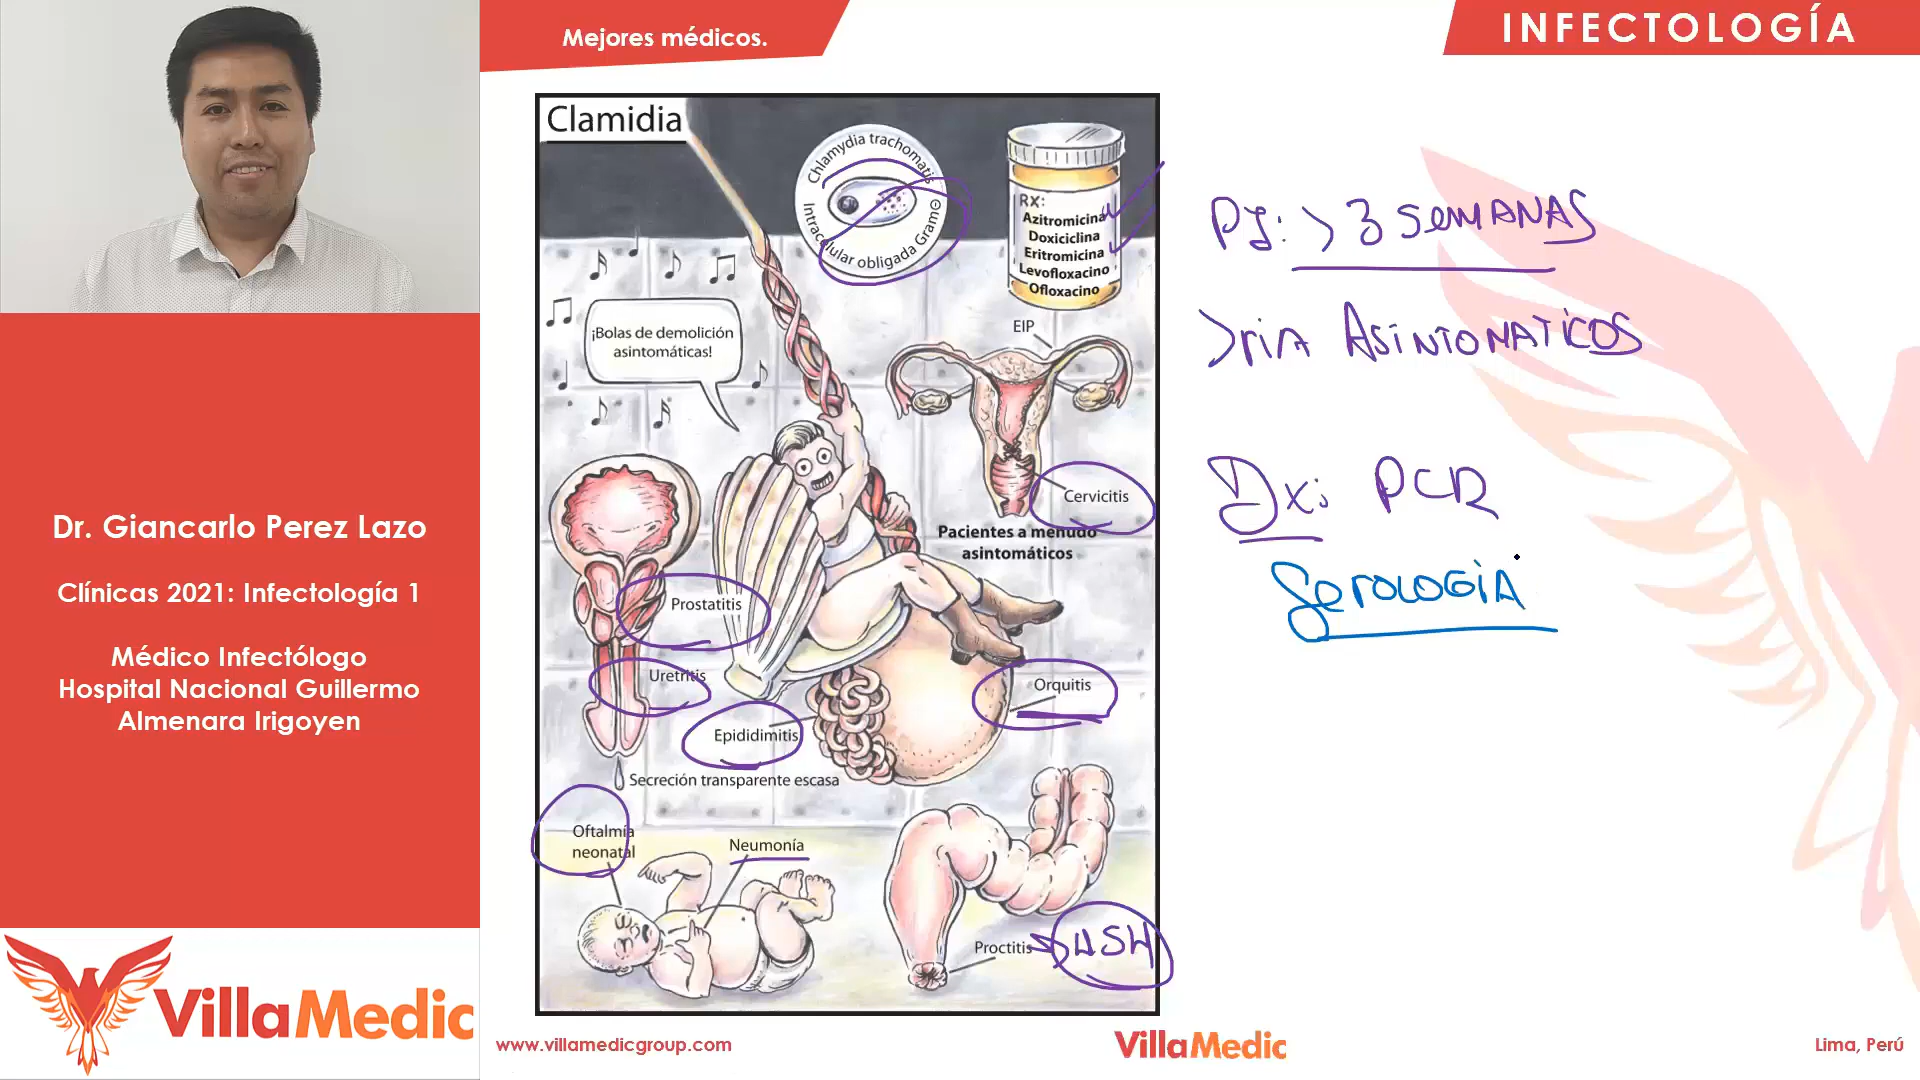 Mejores médicos.
INFECTOLOGÍA
Clamidia
Chlamydia trachomatis
Intracelular obligada Gram⊖
RX:
Azitromicina
Doxiciclina
Eritromicina
Levofloxacino
Ofloxacino
¡Bolas de demolición
asintomáticas!
EIP
Cervicitis
Pacientes a menudo
asintomáticos
Prostatitis
Uretritis
Orquitis
Epididimitis
Secreción transparente escasa
Oftalmía
neonatal
Neumonía
Proctitis
HSH
PI: > 3 SEMANAS
>ría ASINTOMATICOS
Dx: PCR
SEROLOGIA
Dr. Giancarlo Perez Lazo
Clínicas 2021: Infectología 1
Médico Infectólogo
Hospital Nacional Guillermo
Almenara Irigoyen
VillaMedic
www.villamedicgroup.com
VillaMedic
Lima, Perú